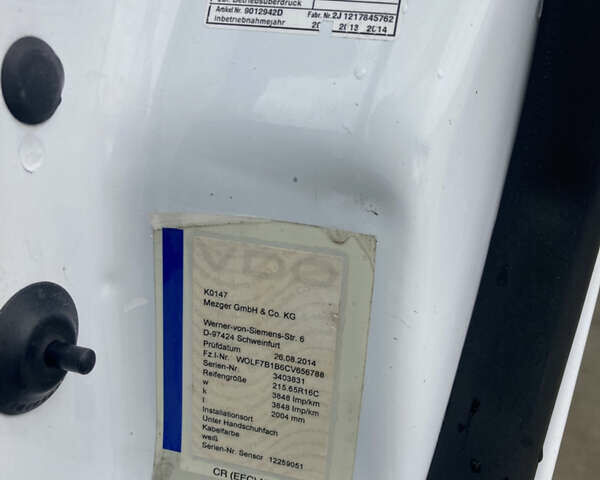 zul. Betriebsüberdruck
Artikel Nr. 9012942D Fabr. Nr. 2J 1217845762
Inbetriebnahmejahr 2013 2014
VDO
K0147
Mezger GmbH & Co. KG
Werner-von-Siemens-Str. 6
D-97424 Schweinfurt
Prüfdatum 26.08.2014
Fz.I-Nr. W0LF7B1B6CV656788
Serien-Nr. 3403831
Reifengröße 215.65R16C
w 3848 Imp/km
k 3848 Imp/km
l 2004 mm
Installationsort
Unter Handschuhfach
Kabelfarbe
weiß
Serien-Nr. Sensor 12259051
CR (EEC)